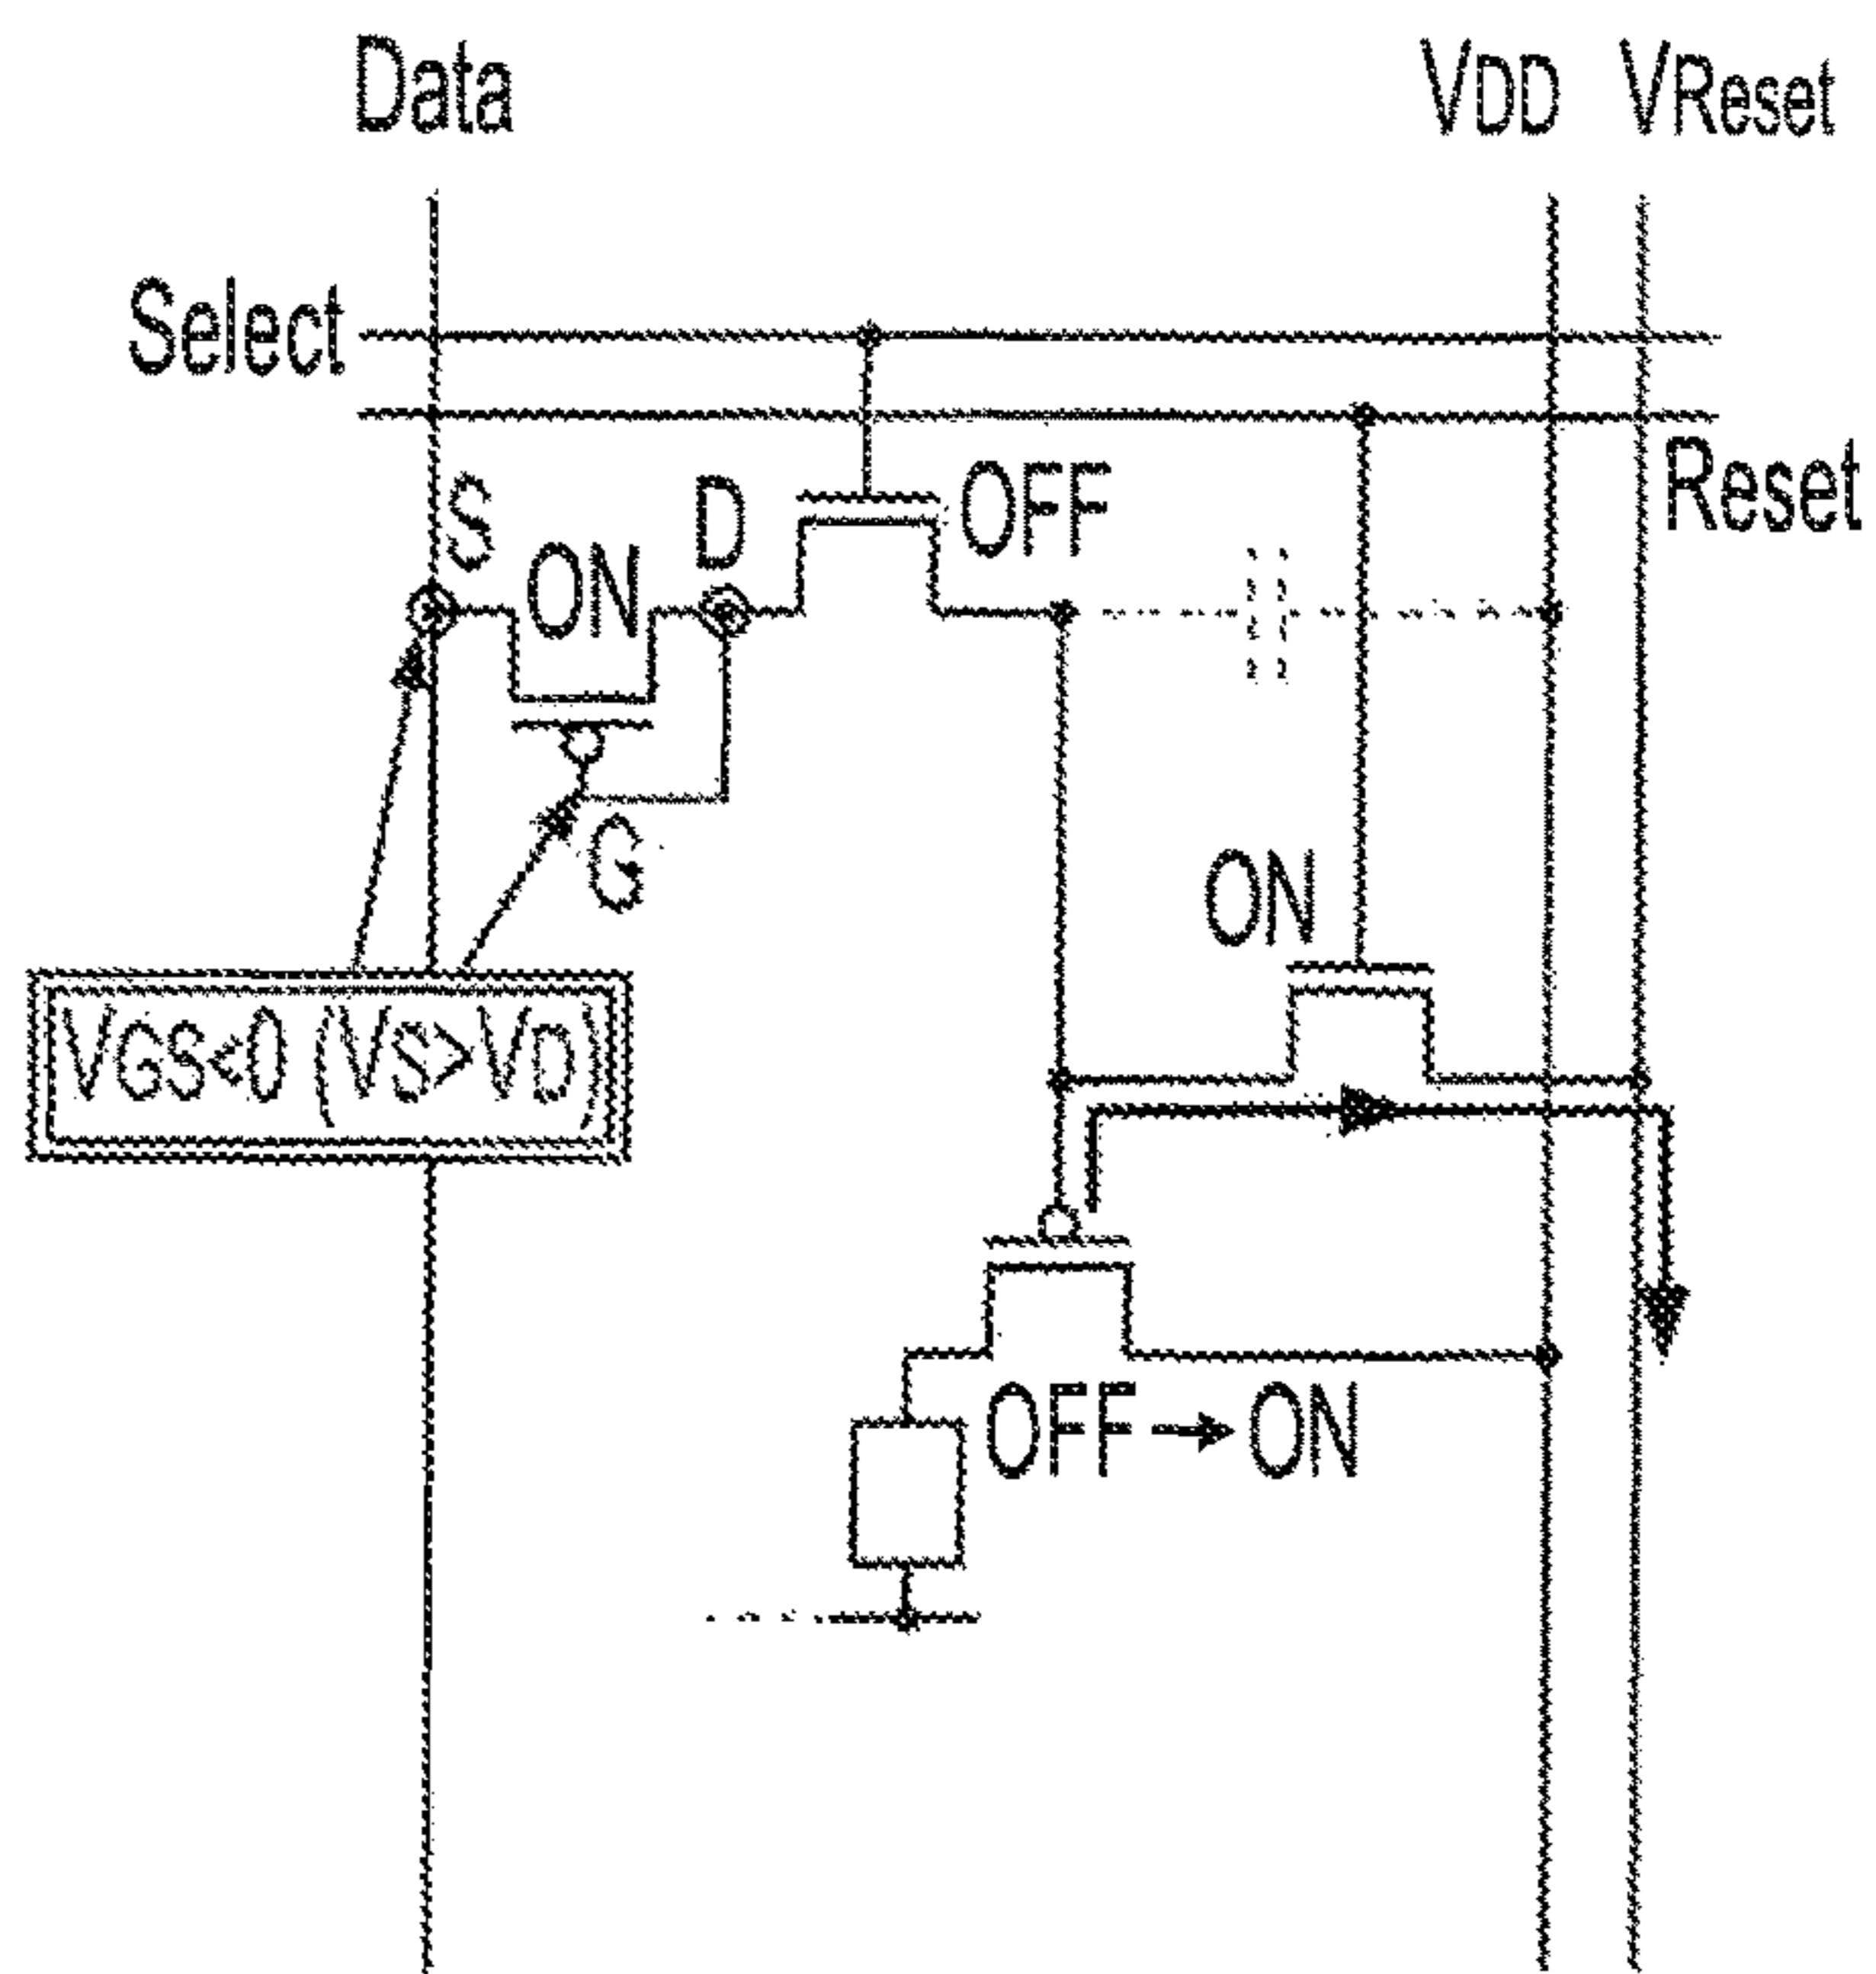 Data
VDD
VReset
Select
Reset
S
ON
D
OFF
G
ON
VGS<0 (VS>VD)
OFF→ON